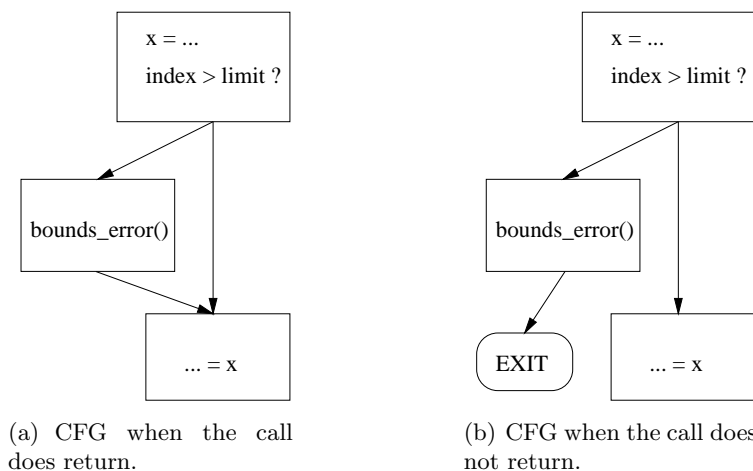 x = ...
index > limit ?
bounds_error()
... = x
(a) CFG when the call
does return.
x = ...
index > limit ?
bounds_error()
EXIT
... = x
(b) CFG when the call does
not return.